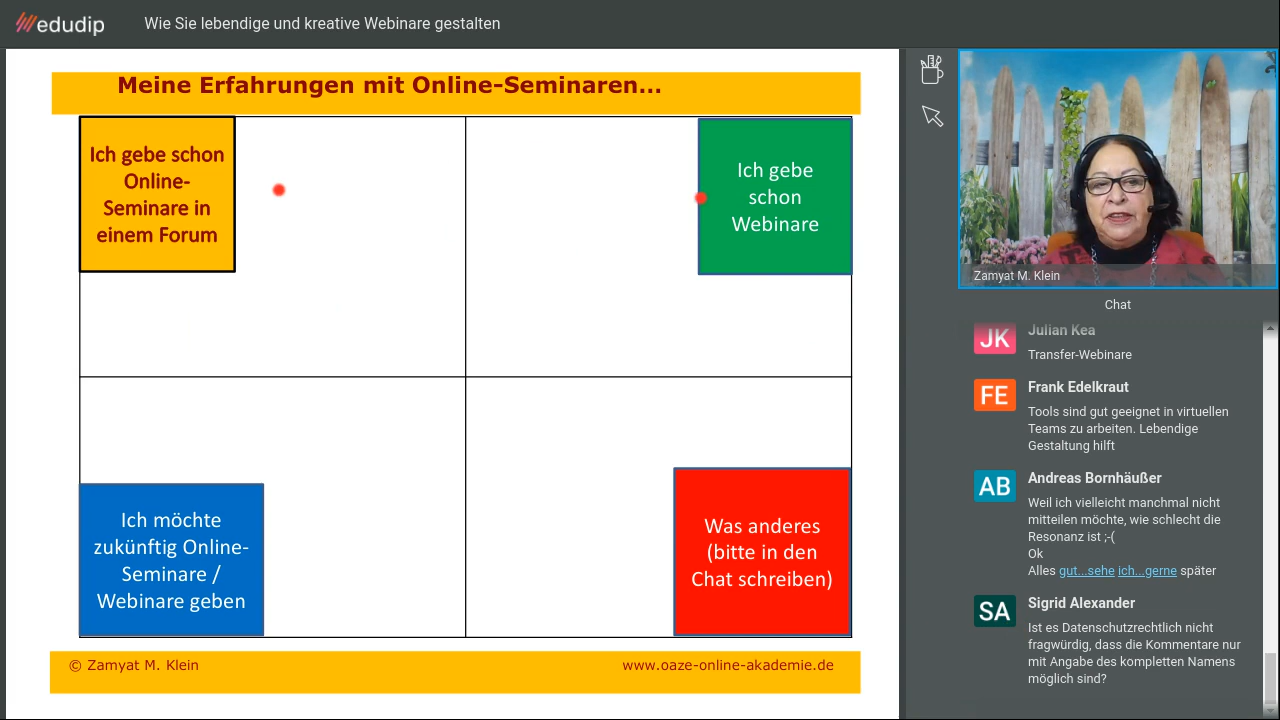 edudip
Wie Sie lebendige und kreative Webinare gestalten
Meine Erfahrungen mit Online-Seminaren...
Ich gebe schon
Online-
Seminare in
einem Forum
Ich gebe
schon
Webinare
Ich möchte
zukünftig Online-
Seminare /
Webinare geben
Was anderes
(bitte in den
Chat schreiben)
© Zamyat M. Klein
www.oaze-online-akademie.de
Zamyat M. Klein
Chat
JK
Julian Kea
Transfer-Webinare
FE
Frank Edelkraut
Tools sind gut geeignet in virtuellen
Teams zu arbeiten. Lebendige
Gestaltung hilft
AB
Andreas Bornhäußer
Weil ich vielleicht manchmal nicht
mitteilen möchte, wie schlecht die
Resonanz ist ;-(
Ok
Alles gut...sehe ich...gerne später
SA
Sigrid Alexander
Ist es Datenschutzrechtlich nicht
fragwürdig, dass die Kommentare nur
mit Angabe des kompletten Namens
möglich sind?